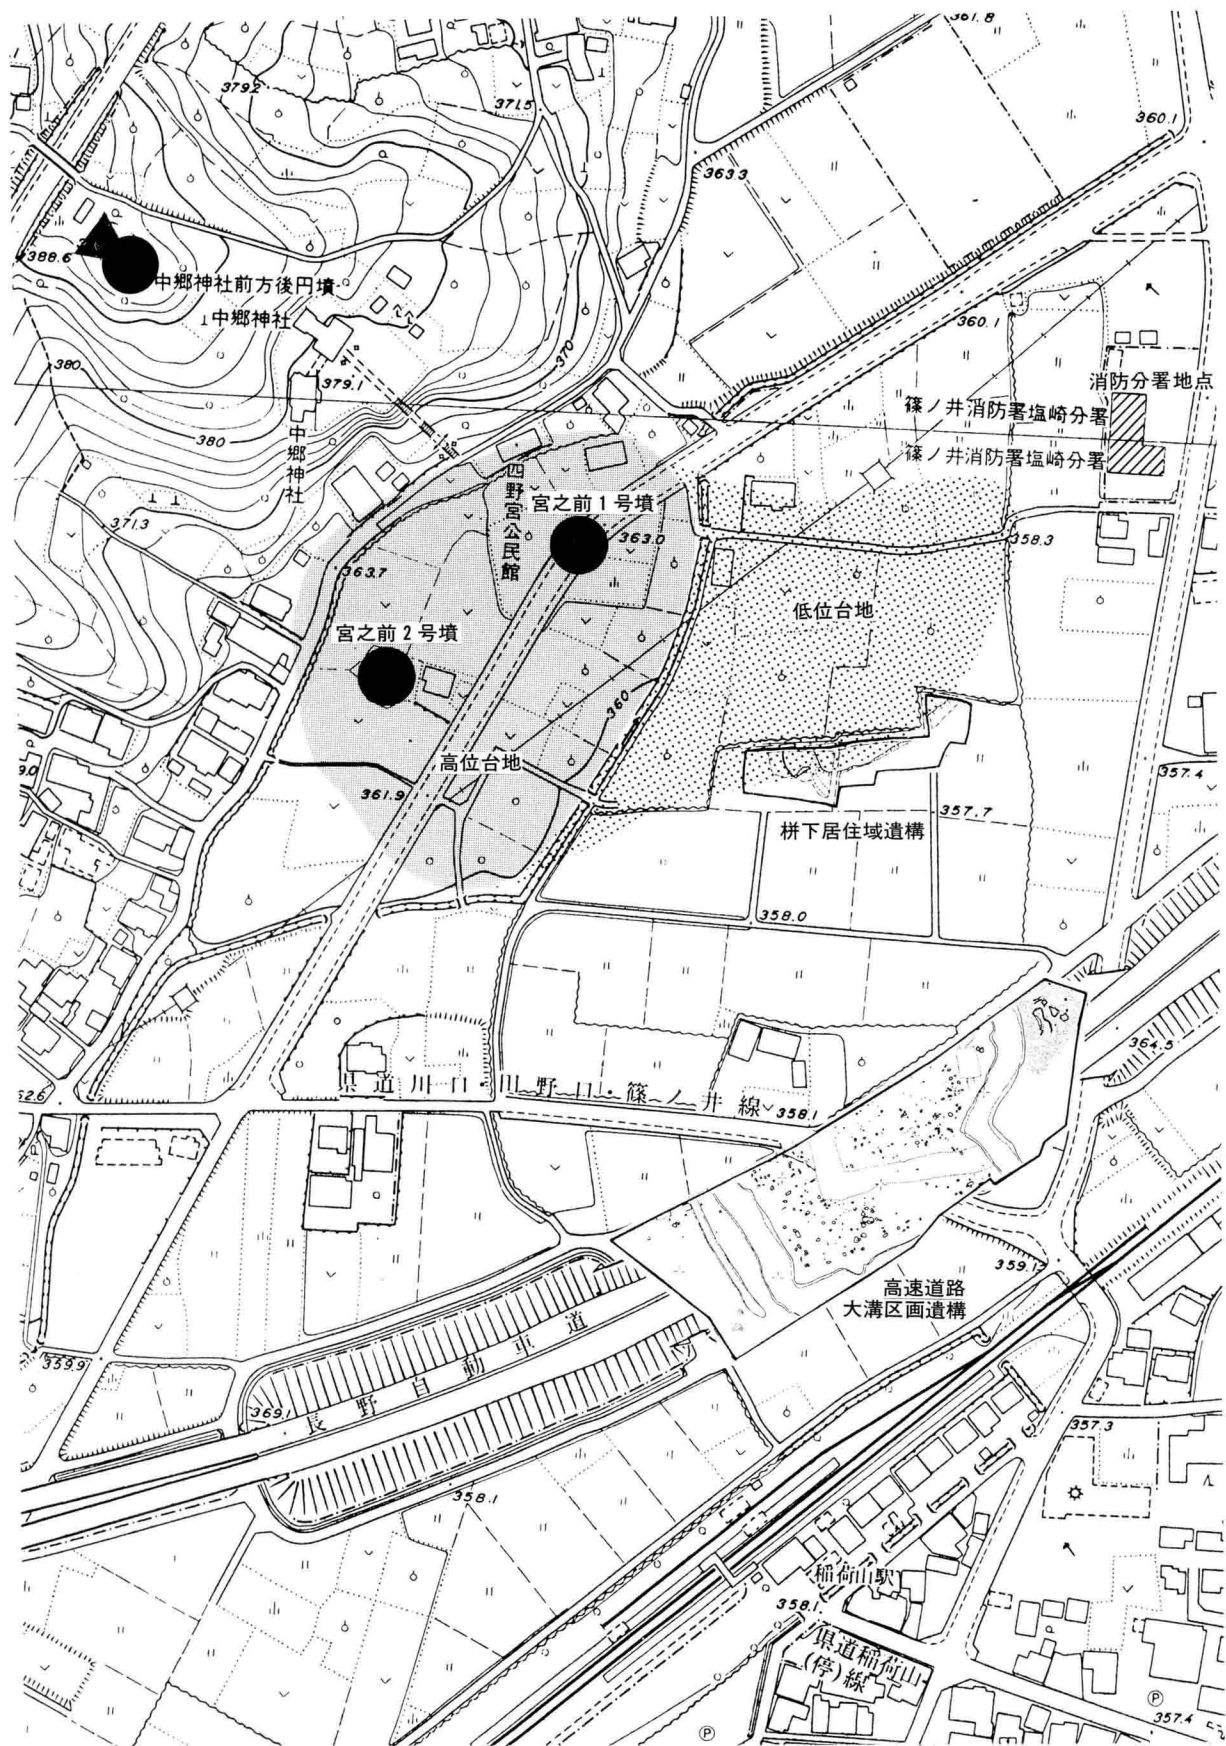 361.8
360.1
379.2
371.5
363.3
388.6
中郷神社前方後円墳
中郷神社
360.1
370
380
379.1
消防分署地点
篠ノ井消防署塩崎分署
380
中郷神社
篠ノ井消防署塩崎分署
四野宮公民館
宮之前1号墳
371.3
363.0
358.3
363.7
低位台地
宮之前2号墳
360
高位台地
357.4
361.9
357.7
栟下居住域遺構
358.0
364.5
県道川口・川野口・篠ノ井線
358.1
359.1
高速道路
大溝区画遺構
359.9
長野自動車道
369.1
357.3
358.1
稲荷山駅
358.1
県道稲荷山
(停)線
P
P
357.4